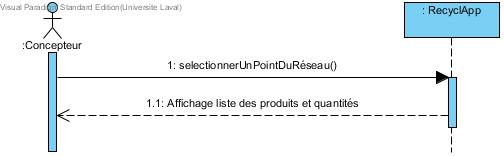 Visual Paradigm Standard Edition(Universite Laval)
: RecyclApp
:Concepteur
1: selectionnerUnPointDuRéseau()
1.1: Affichage liste des produits et quantités